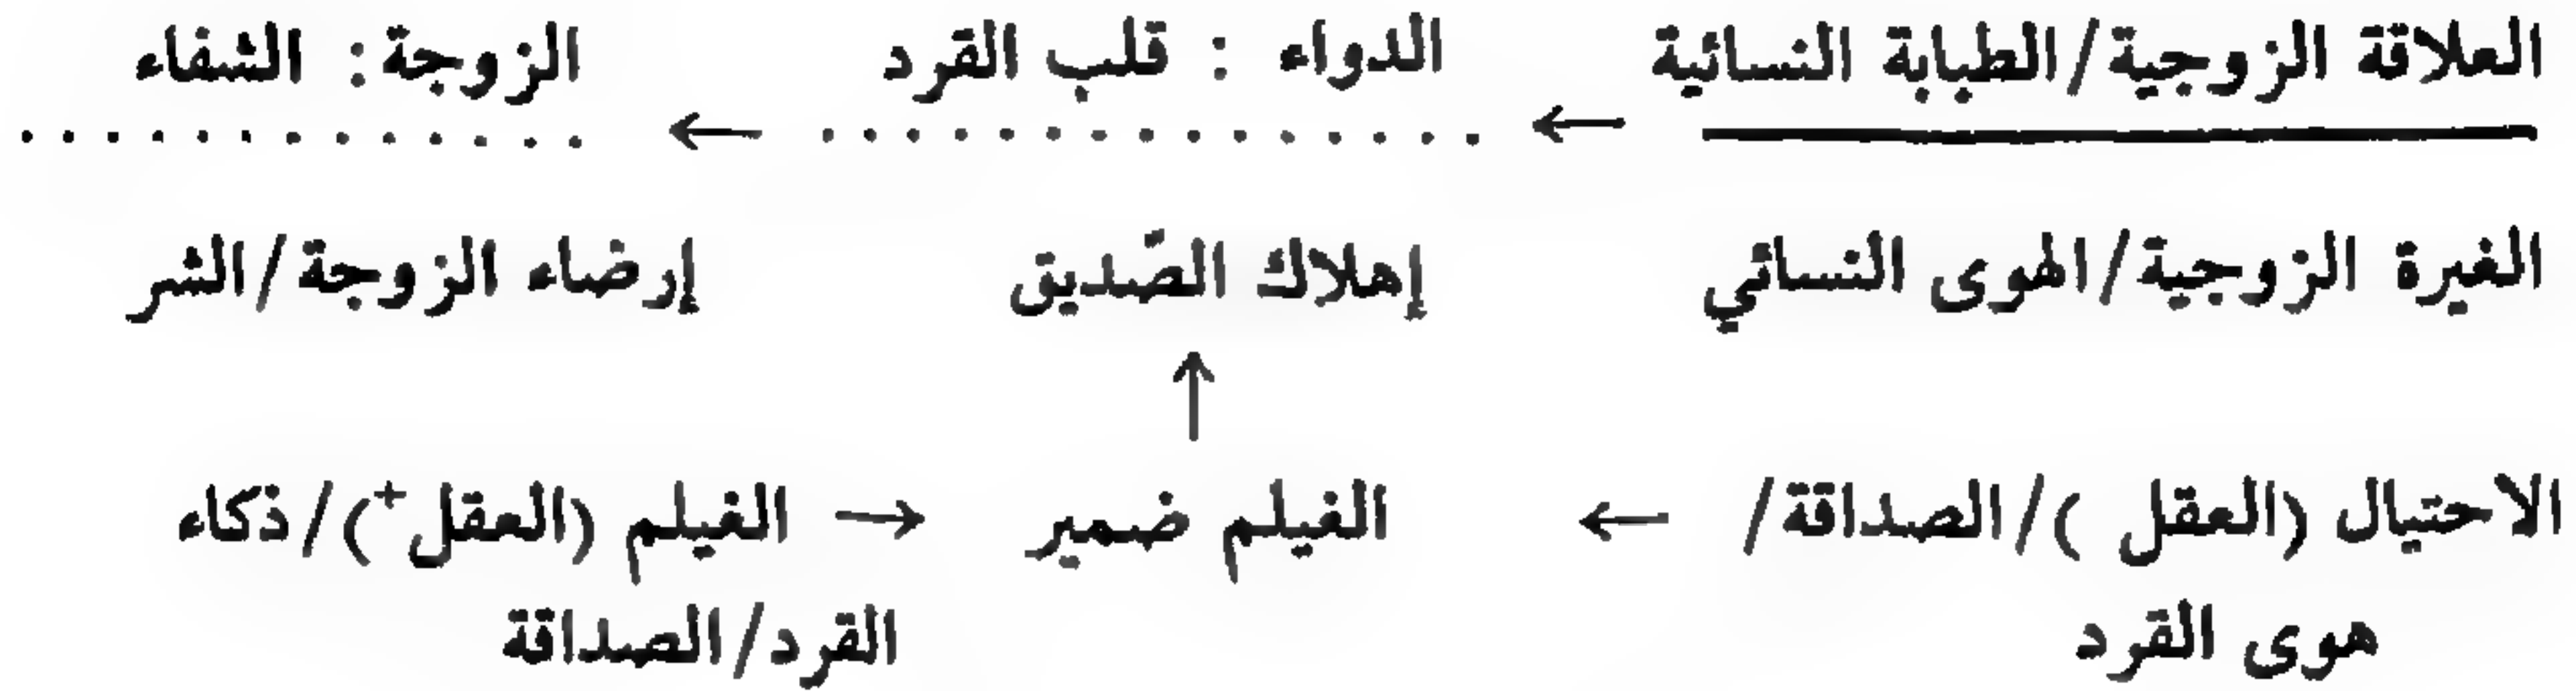 العلاقة الزوجية/الطبابة النسائية ← الدواء : قلب القرد ← الزوجة: الشفاء
الغيرة الزوجية/الهوى النسائي إهلاك الصّديق إرضاء الزوجة/الشر
↑
الاحتيال (العقل )/الصداقة/ ← الغيلم ضمير → الغيلم (العقل+)/ذكاء
هوى القرد القرد/الصداقة